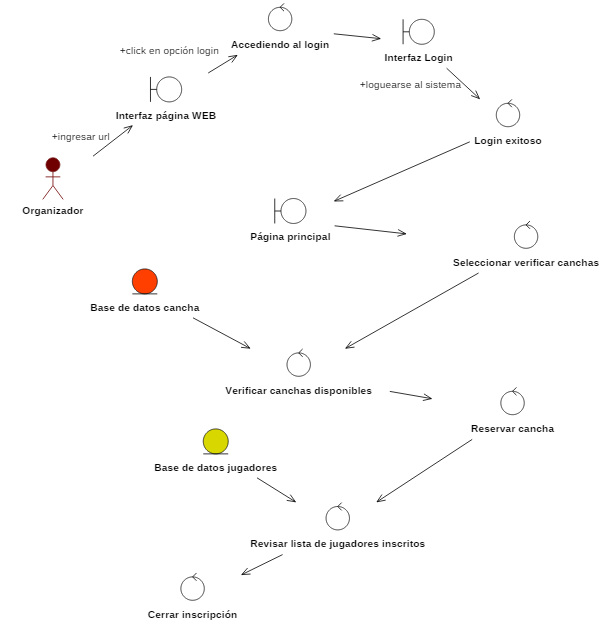 Accediendo al login
+click en opción login
Interfaz Login
+loguearse al sistema
Interfaz página WEB
+ingresar url
Login exitoso
Organizador
Página principal
Seleccionar verificar canchas
Base de datos cancha
Verificar canchas disponibles
Reservar cancha
Base de datos jugadores
Revisar lista de jugadores inscritos
Cerrar inscripción